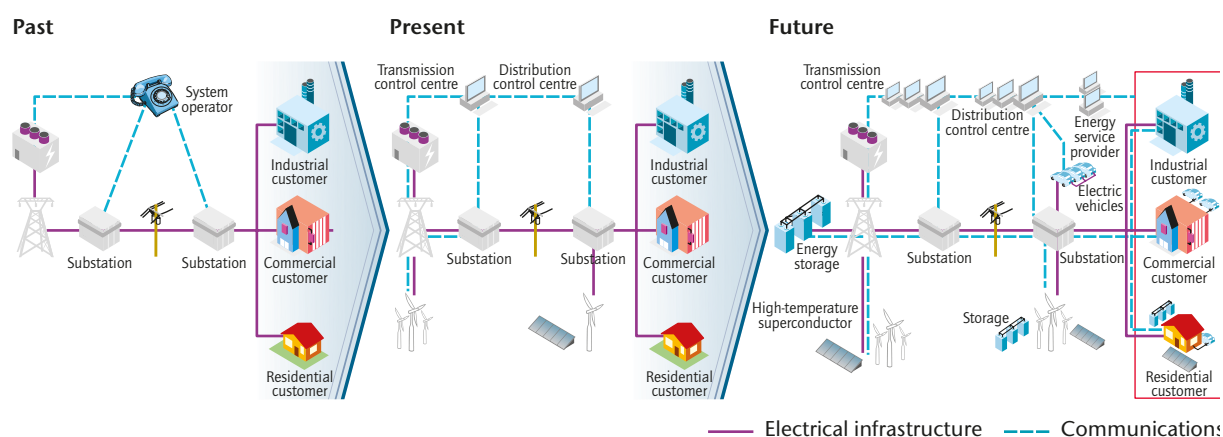 Past
System
operator
Industrial
customer
Substation
Substation
Commercial
customer
Residential
customer
Present
Transmission
control centre
Distribution
control centre
Industrial
customer
Substation
Substation
Commercial
customer
Residential
customer
Future
Transmission
control centre
Distribution
control centre
Energy
service
provider
Industrial
customer
Electric
vehicles
Energy
storage
Substation
Substation
Commercial
customer
High-temperature
superconductor
Storage
Residential
customer
Electrical infrastructure
Communications